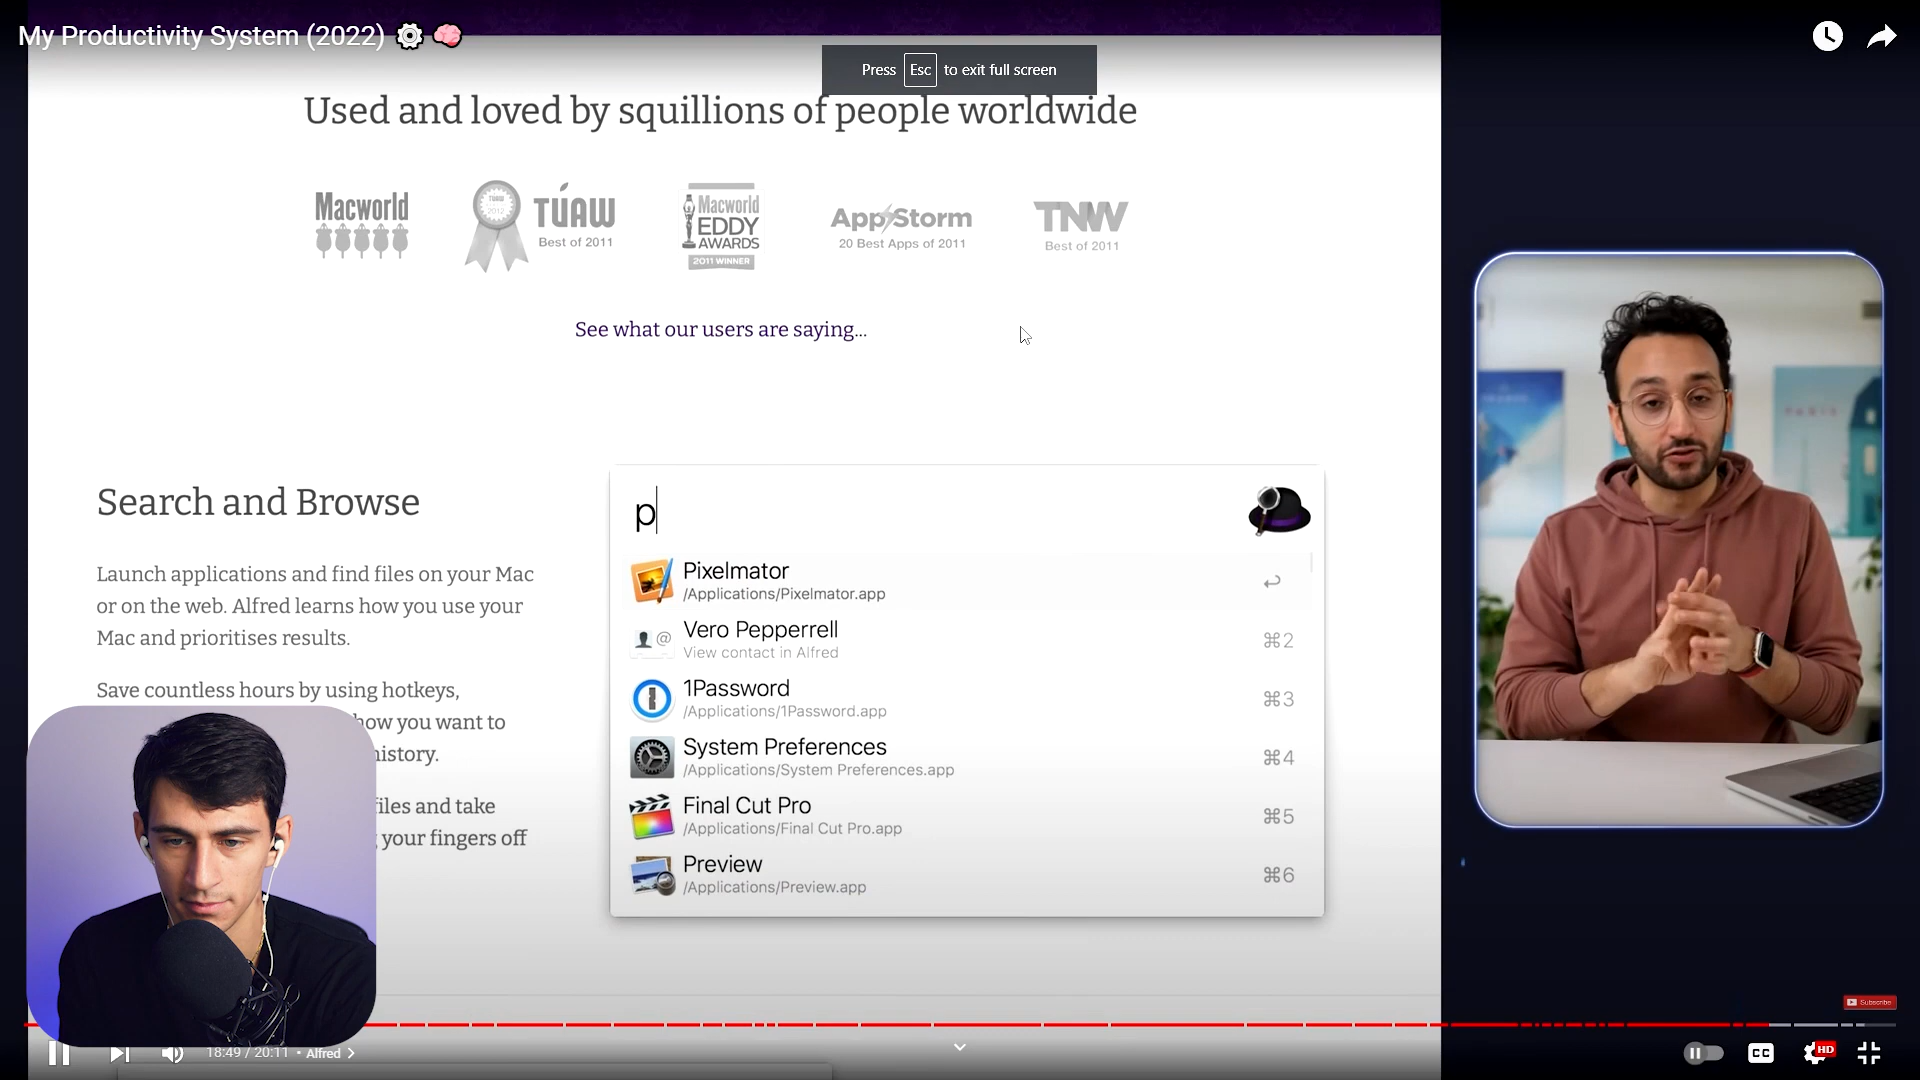 My Productivity System (2022)
Press Esc to exit full screen
Used and loved by squillions of people worldwide
Macworld
TUAW
2012
TÚAW
Best of 2011
Macworld
EDDY
AWARDS
2011 WINNER
AppStorm
20 Best Apps of 2011
TNW
Best of 2011
See what our users are saying...
Search and Browse
Launch applications and find files on your Mac
or on the web. Alfred learns how you use your
Mac and prioritises results.
Save countless hours by using hotkeys,
how you want to
history.
files and take
your fingers off
p
Pixelmator
/Applications/Pixelmator.app
Vero Pepperrell
View contact in Alfred
⌘2
1Password
/Applications/1Password.app
⌘3
System Preferences
/Applications/System Preferences.app
⌘4
Final Cut Pro
/Applications/Final Cut Pro.app
⌘5
Preview
/Applications/Preview.app
⌘6
PARIS
Subscribe
18:49 / 20:11 • Alfred
CC
HD